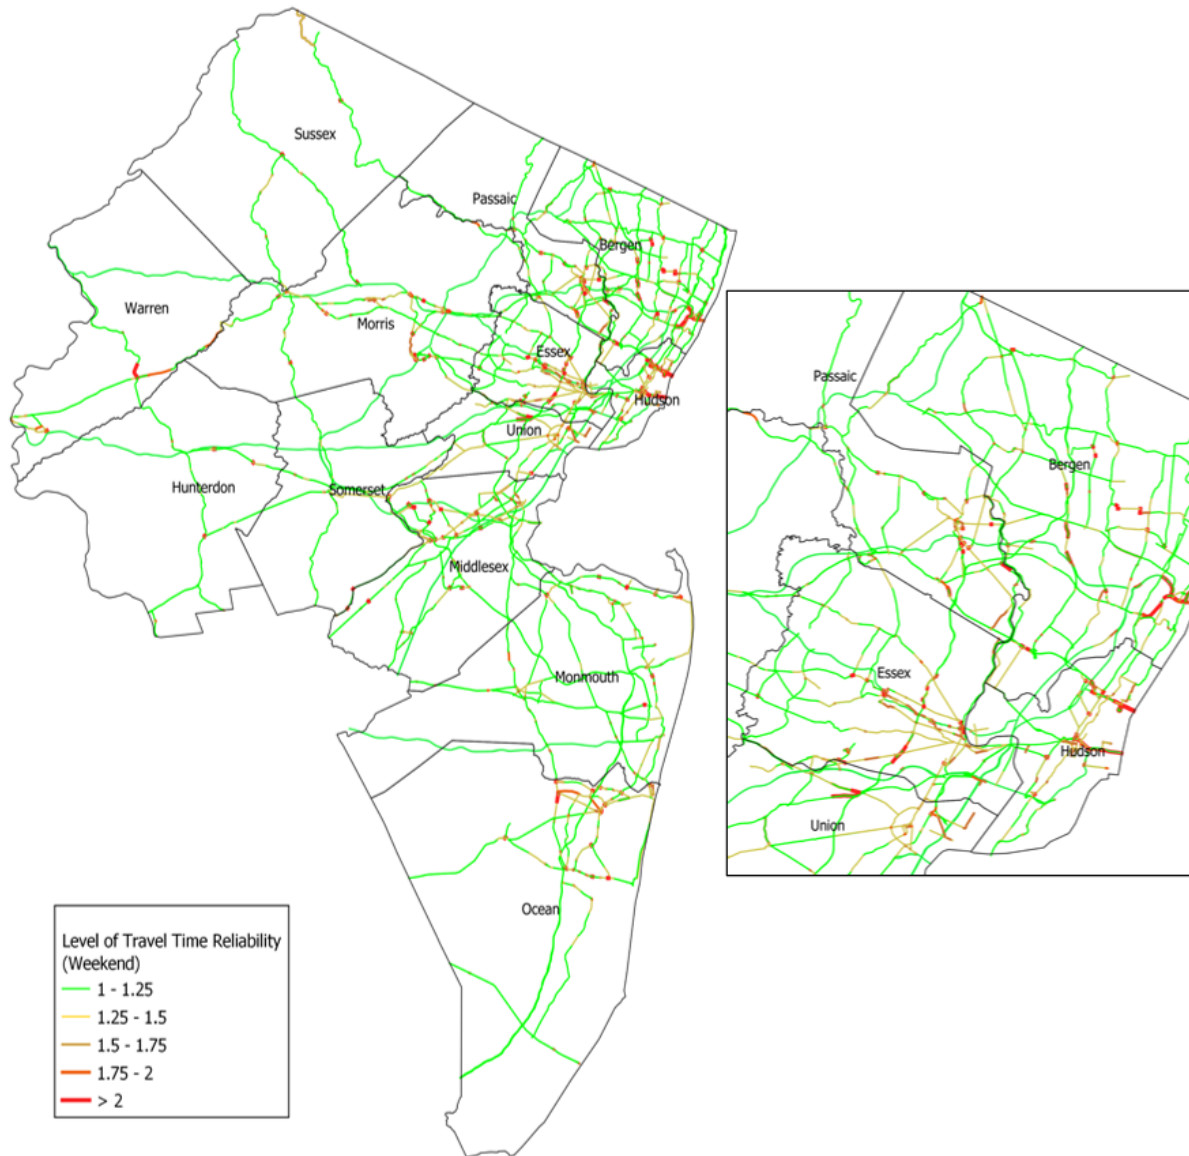 Sussex
Passaic
Bergen
Warren
Morris
Essex
Hudson
Union
Hunterdon
Somerset
Middlesex
Monmouth
Ocean
Passaic
Bergen
Essex
Hudson
Union
Level of Travel Time Reliability
(Weekend)
1 - 1.25
1.25 - 1.5
1.5 - 1.75
1.75 - 2
> 2